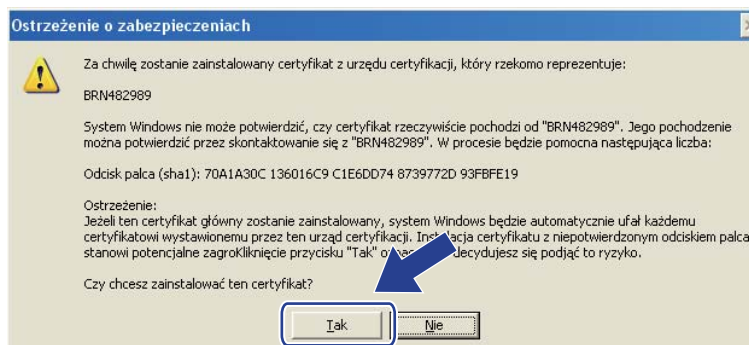 Ostrzeżenie o zabezpieczeniach
Za chwilę zostanie zainstalowany certyfikat z urzędu certyfikacji, który rzekomo reprezentuje:
BRN482989
System Windows nie może potwierdzić, czy certyfikat rzeczywiście pochodzi od "BRN482989". Jego pochodzenie
można potwierdzić przez skontaktowanie się z "BRN482989". W procesie będzie pomocna następująca liczba:
Odcisk palca (sha1): 70A1A30C 136016C9 C1E6DD74 8739772D 93FBFE19
Ostrzeżenie:
Jeżeli ten certyfikat główny zostanie zainstalowany, system Windows będzie automatycznie ufał każdemu
certyfikatowi wystawionemu przez ten urząd certyfikacji. Instalacja certyfikatu z niepotwierdzonym odciskiem palca
stanowi potencjalne zagroKliknięcie przycisku "Tak" decydujesz się podjąć to ryzyko.
Czy chcesz zainstalować ten certyfikat?
Tak
Nie